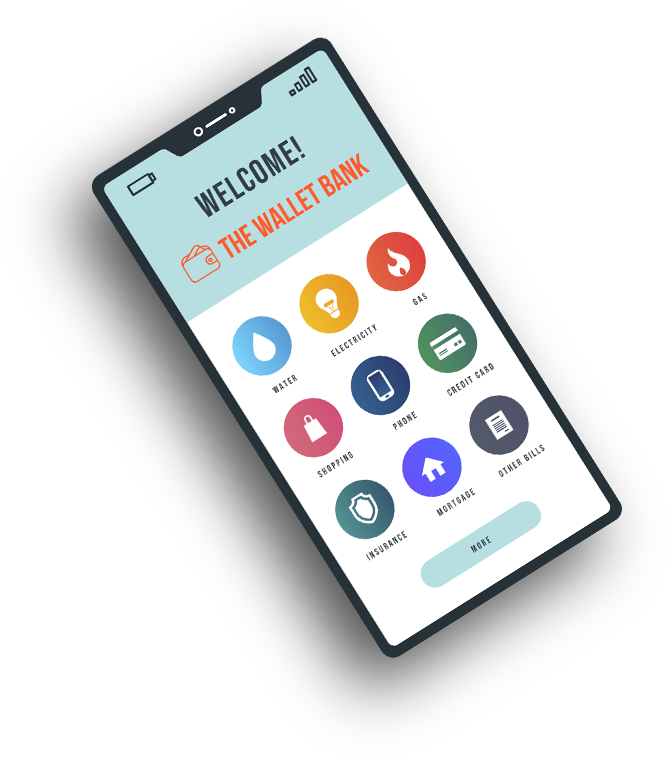 WELCOME!
THE WALLET BANK
WATER
ELECTRICITY
GAS
SHOPPING
PHONE
CREDIT CARD
INSURANCE
MORTGAGE
OTHER BILLS
MORE